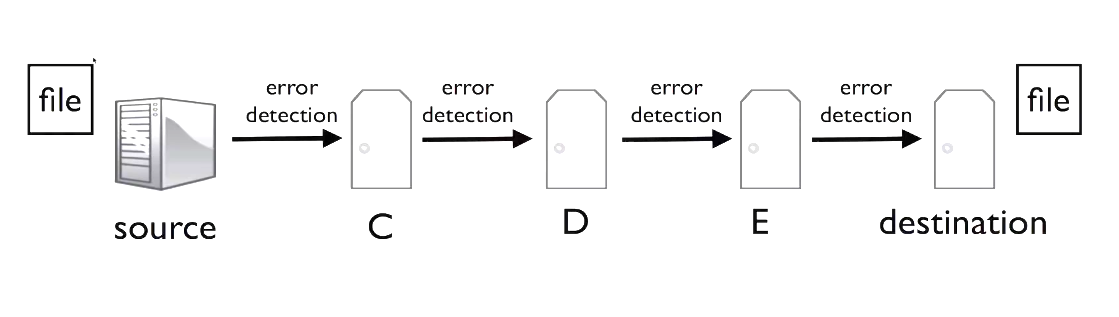 file
error
detection
error
detection
error
detection
error
detection
file
source
C
D
E
destination